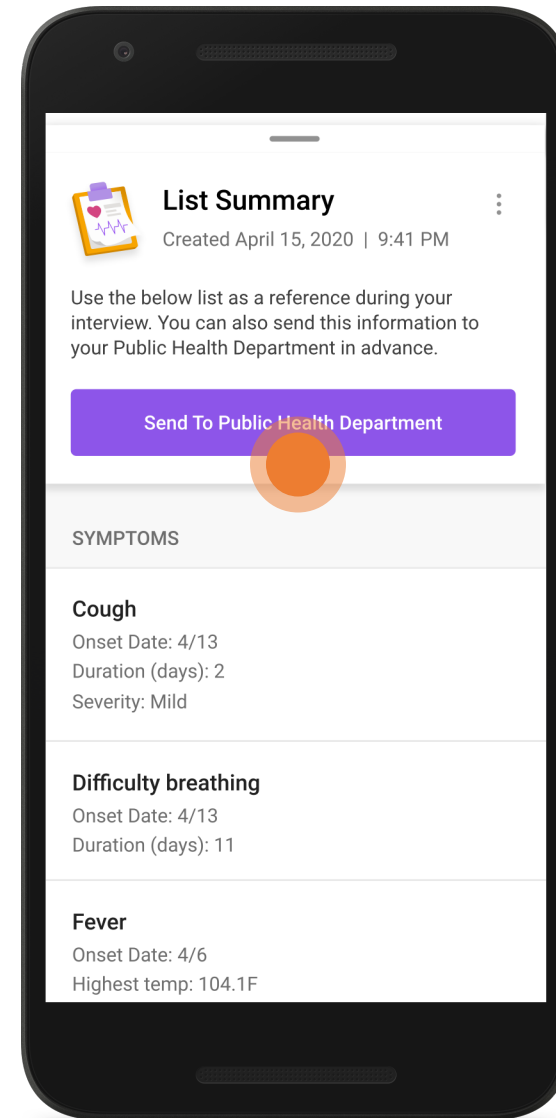 List Summary
Created April 15, 2020 | 9:41 PM
Use the below list as a reference during your
interview. You can also send this information to
your Public Health Department in advance.
Send To Public Health Department
SYMPTOMS
Cough
Onset Date: 4/13
Duration (days): 2
Severity: Mild
Difficulty breathing
Onset Date: 4/13
Duration (days): 11
Fever
Onset Date: 4/6
Highest temp: 104.1F